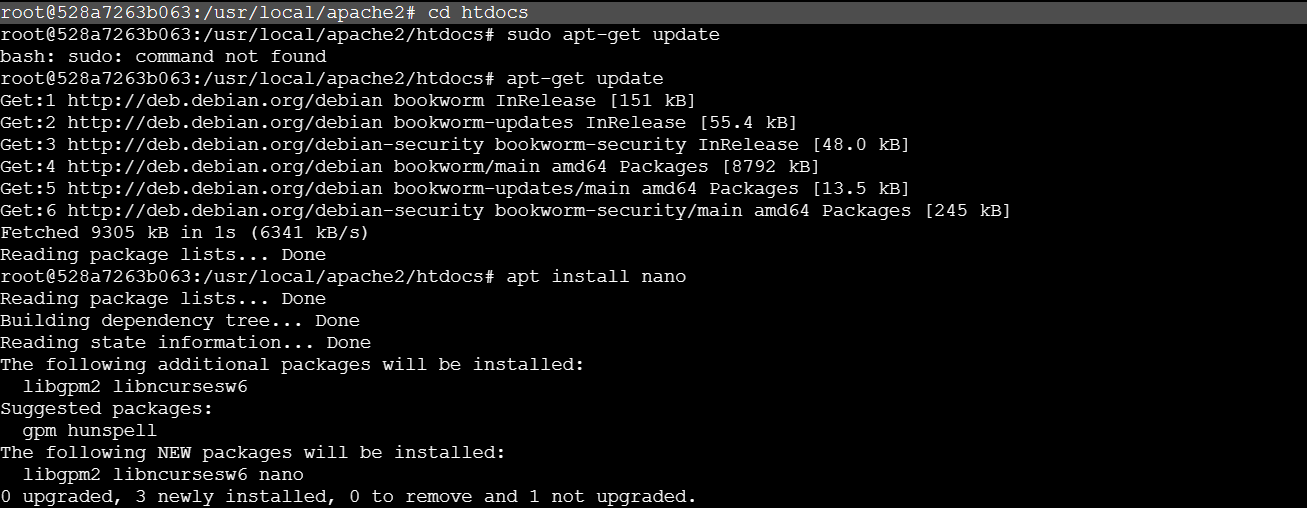 root@528a7263b063:/usr/local/apache2# cd htdocs
root@528a7263b063:/usr/local/apache2/htdocs# sudo apt-get update
bash: sudo: command not found
root@528a7263b063:/usr/local/apache2/htdocs# apt-get update
Get:1 http://deb.debian.org/debian bookworm InRelease [151 kB]
Get:2 http://deb.debian.org/debian bookworm-updates InRelease [55.4 kB]
Get:3 http://deb.debian.org/debian-security bookworm-security InRelease [48.0 kB]
Get:4 http://deb.debian.org/debian bookworm/main amd64 Packages [8792 kB]
Get:5 http://deb.debian.org/debian bookworm-updates/main amd64 Packages [13.5 kB]
Get:6 http://deb.debian.org/debian-security bookworm-security/main amd64 Packages [245 kB]
Fetched 9305 kB in 1s (6341 kB/s)
Reading package lists... Done
root@528a7263b063:/usr/local/apache2/htdocs# apt install nano
Reading package lists... Done
Building dependency tree... Done
Reading state information... Done
The following additional packages will be installed:
  libgpm2 libncursesw6
Suggested packages:
  gpm hunspell
The following NEW packages will be installed:
  libgpm2 libncursesw6 nano
0 upgraded, 3 newly installed, 0 to remove and 1 not upgraded.